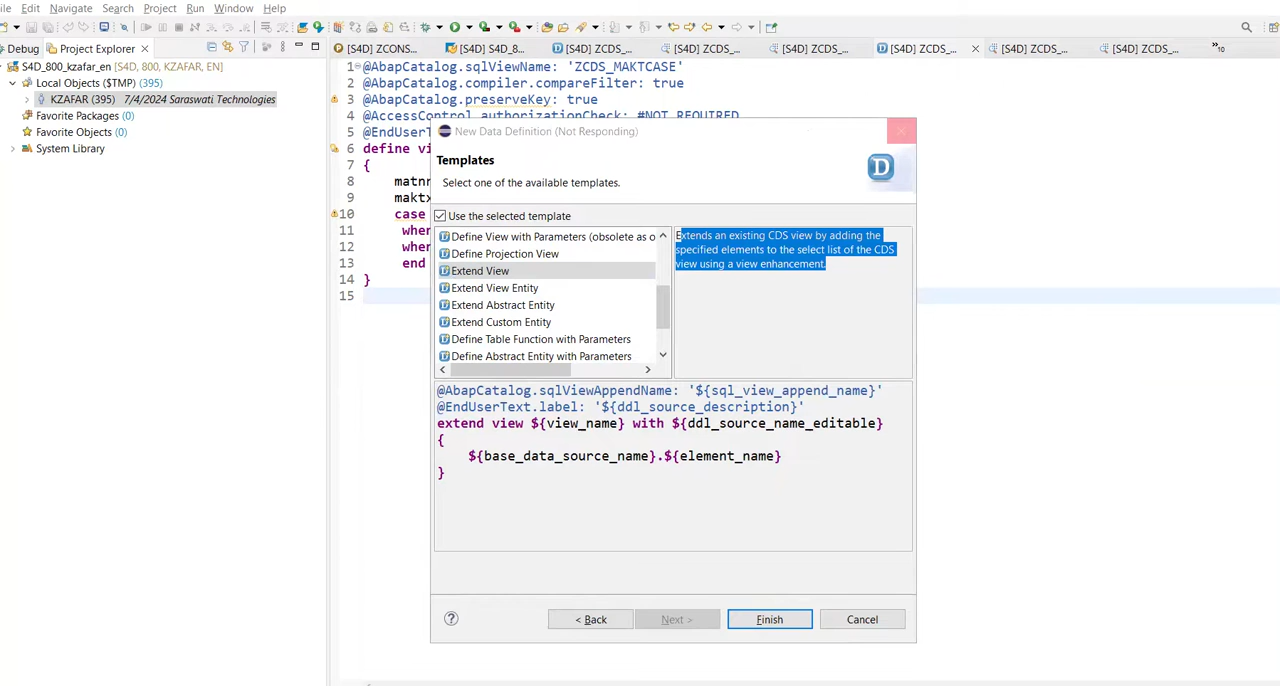 ile Edit Navigate Search Project Run Window Help
Debug Project Explorer
[S4D] ZCONS... [S4D] S4D_8... [S4D] ZCDS_... [S4D] ZCDS_... [S4D] ZCDS_... [S4D] ZCDS_... [S4D] ZCDS_... [S4D] ZCDS_... »10
S4D_800_kzafar_en [S4D, 800, KZAFAR, EN]
Local Objects ($TMP) (395)
KZAFAR (395) 7/4/2024 Saraswati Technologies
Favorite Packages (0)
Favorite Objects (0)
System Library
1 @AbapCatalog.sqlViewName: 'ZCDS_MAKTCASE'
2 @AbapCatalog.compiler.compareFilter: true
3 @AbapCatalog.preserveKey: true
4 @AccessControl.authorizationCheck: #NOT_REQUIRED
5 @EndUserT
6 define vi
7 {
8 matnr
9 maktx
10 case
11 when
12 when
13 end
14 }
15
New Data Definition (Not Responding)
Templates
Select one of the available templates.
Use the selected template
Define View with Parameters (obsolete as o
Define Projection View
Extend View
Extend View Entity
Extend Abstract Entity
Extend Custom Entity
Define Table Function with Parameters
Define Abstract Entity with Parameters
Extends an existing CDS view by adding the
specified elements to the select list of the CDS
view using a view enhancement.
@AbapCatalog.sqlViewAppendName: '${sql_view_append_name}'
@EndUserText.label: '${ddl_source_description}'
extend view ${view_name} with ${ddl_source_name_editable}
{
${base_data_source_name}.${element_name}
}
< Back Next > Finish Cancel